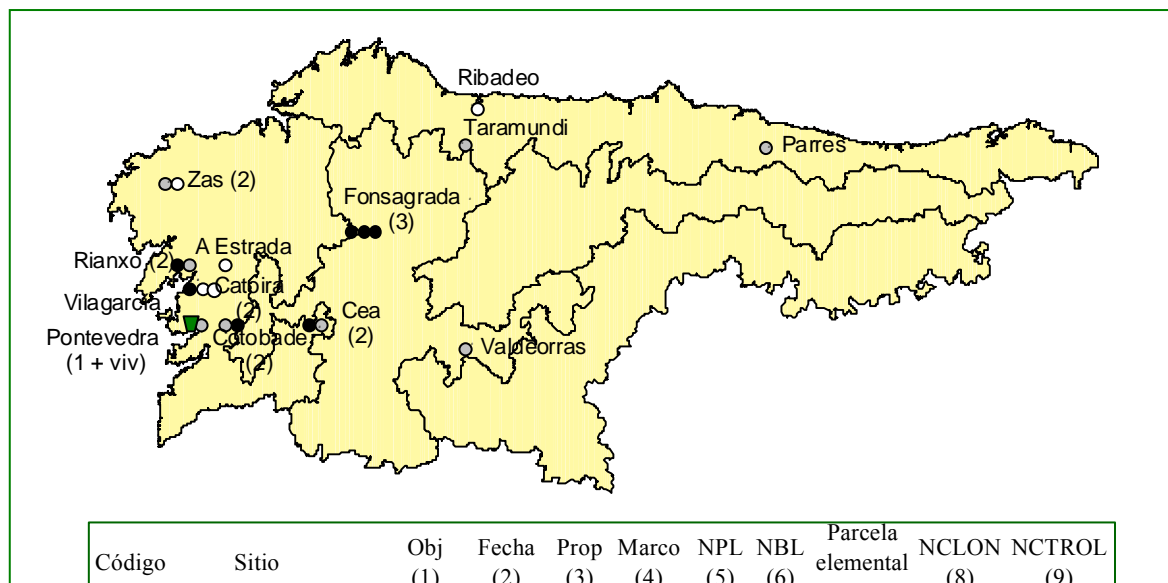 Ribadeo
Taramundi
Parres
Zas (2)
Fonsagrada
(3)
A Estrada
Rianxo (2)
Catoira
(2)
Vilagarcía
Cea
(2)
Pontevedra
(1 + viv)
Cotobade
(2)
Valdeorras
Código Sitio Obj Fecha Prop Marco NPL NBL Parcela elemental NCLON NCTROL
(1) (2) (3) (4) (5) (6) (8) (9)